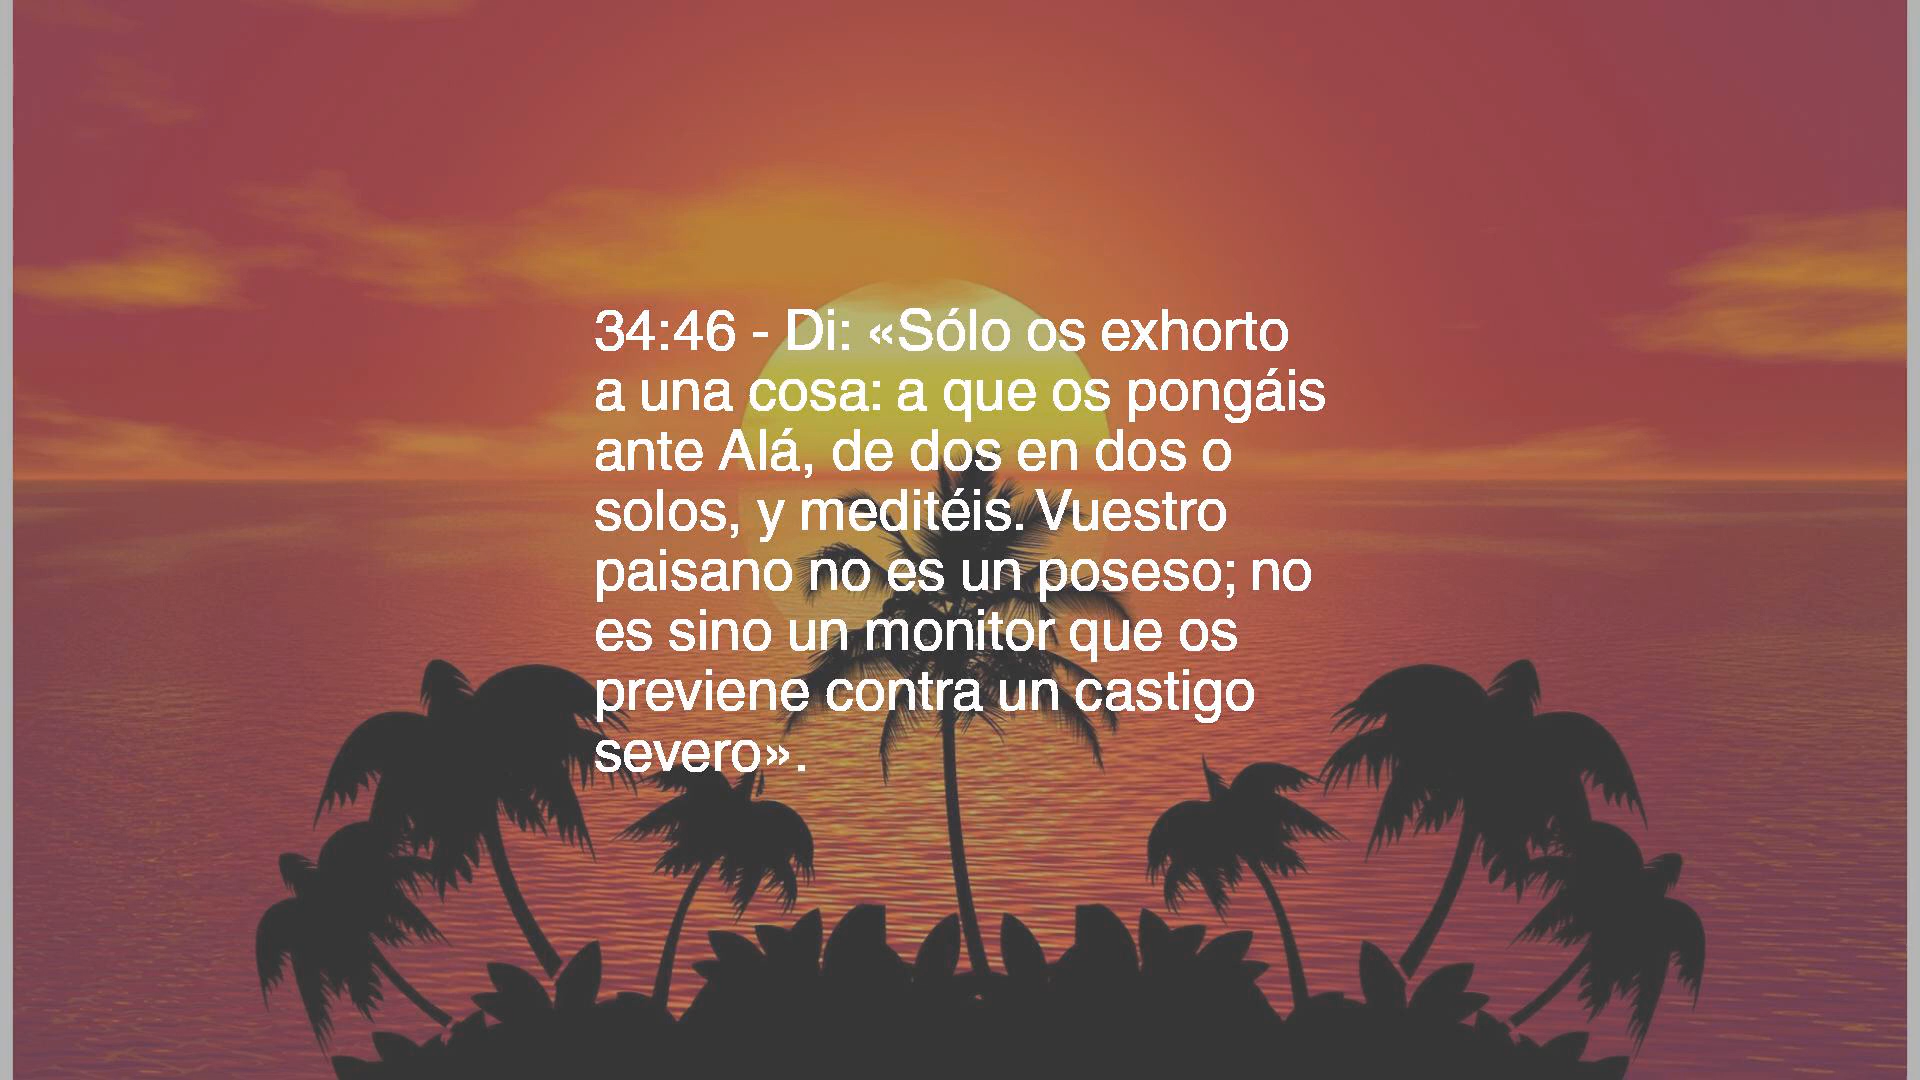 34:46 - Di: «Sólo os exhorto
a una cosa: a que os pongáis
ante Alá, de dos en dos o
solos, y meditéis. Vuestro
paisano no es un poseso; no
es sino un monitor que os
previene contra un castigo
severo».